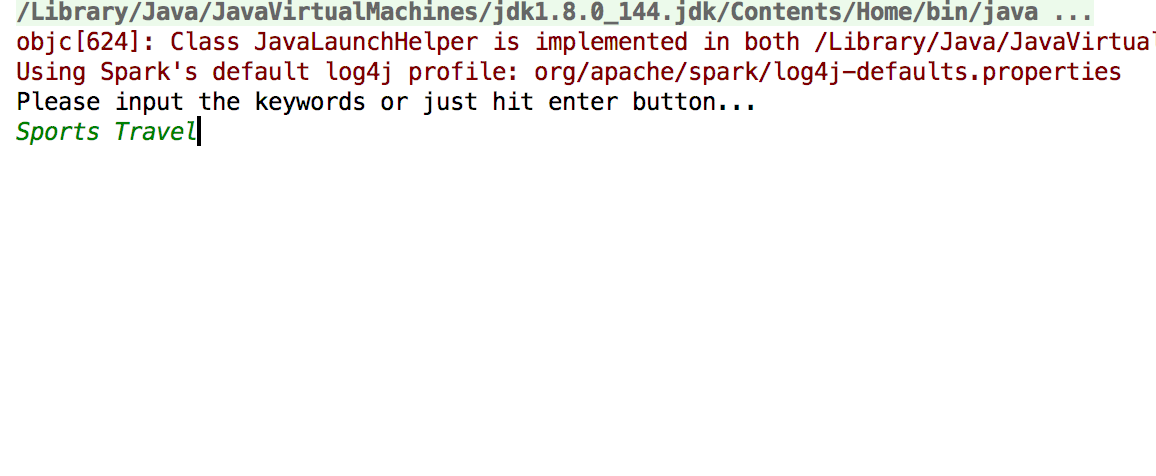 /Library/Java/JavaVirtualMachines/jdk1.8.0_144.jdk/Contents/Home/bin/java ...
objc[624]: Class JavaLaunchHelper is implemented in both /Library/Java/JavaVirtual
Using Spark's default log4j profile: org/apache/spark/log4j-defaults.properties
Please input the keywords or just hit enter button...
Sports Travel